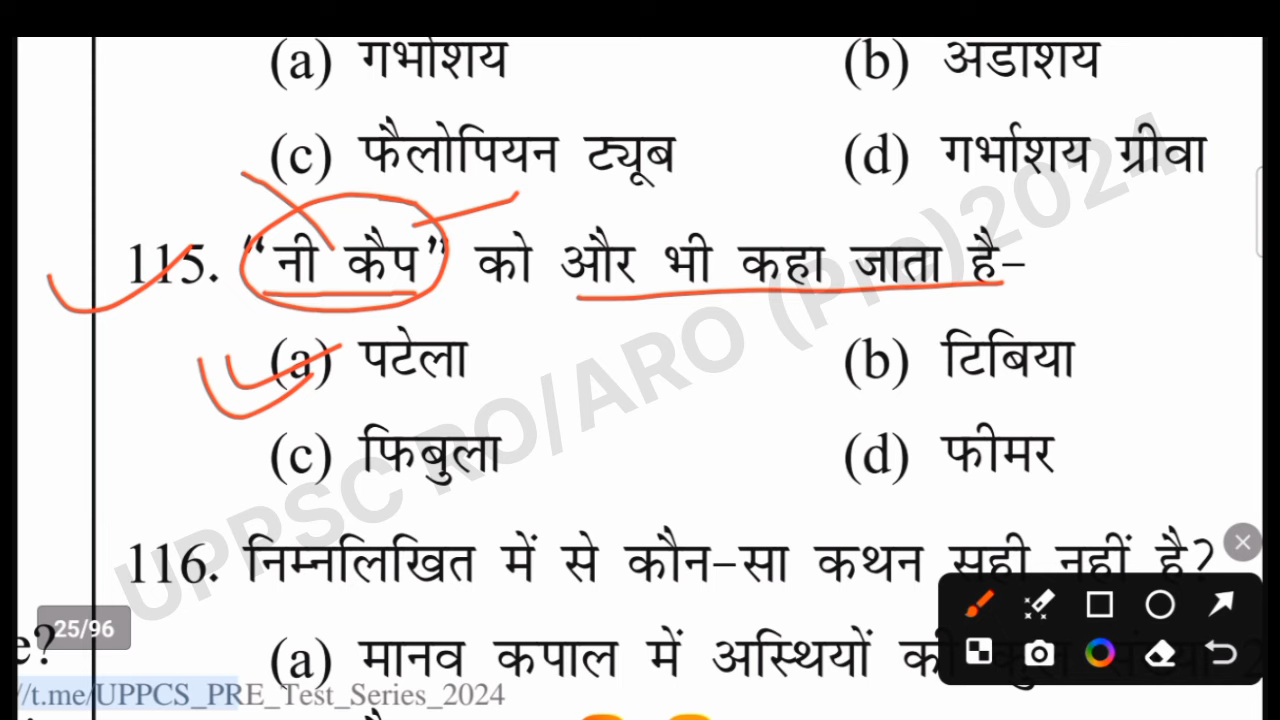 (a) गर्भाशय (b) अंडाशय
(c) फैलोपियन ट्यूब (d) गर्भाशय ग्रीवा
115. “नी कैप” को और भी कहा जाता है–
(a) पटेला (b) टिबिया
(c) फिबुला (d) फीमर
116. निम्नलिखित में से कौन-सा कथन सही नहीं है?
25/96
e?
(a) मानव कपाल में अस्थियों की कुल संख्या
//t.me/UPPCS_PRE_Test_Series_2024
UPPSC RO/ARO (Pre) 2024